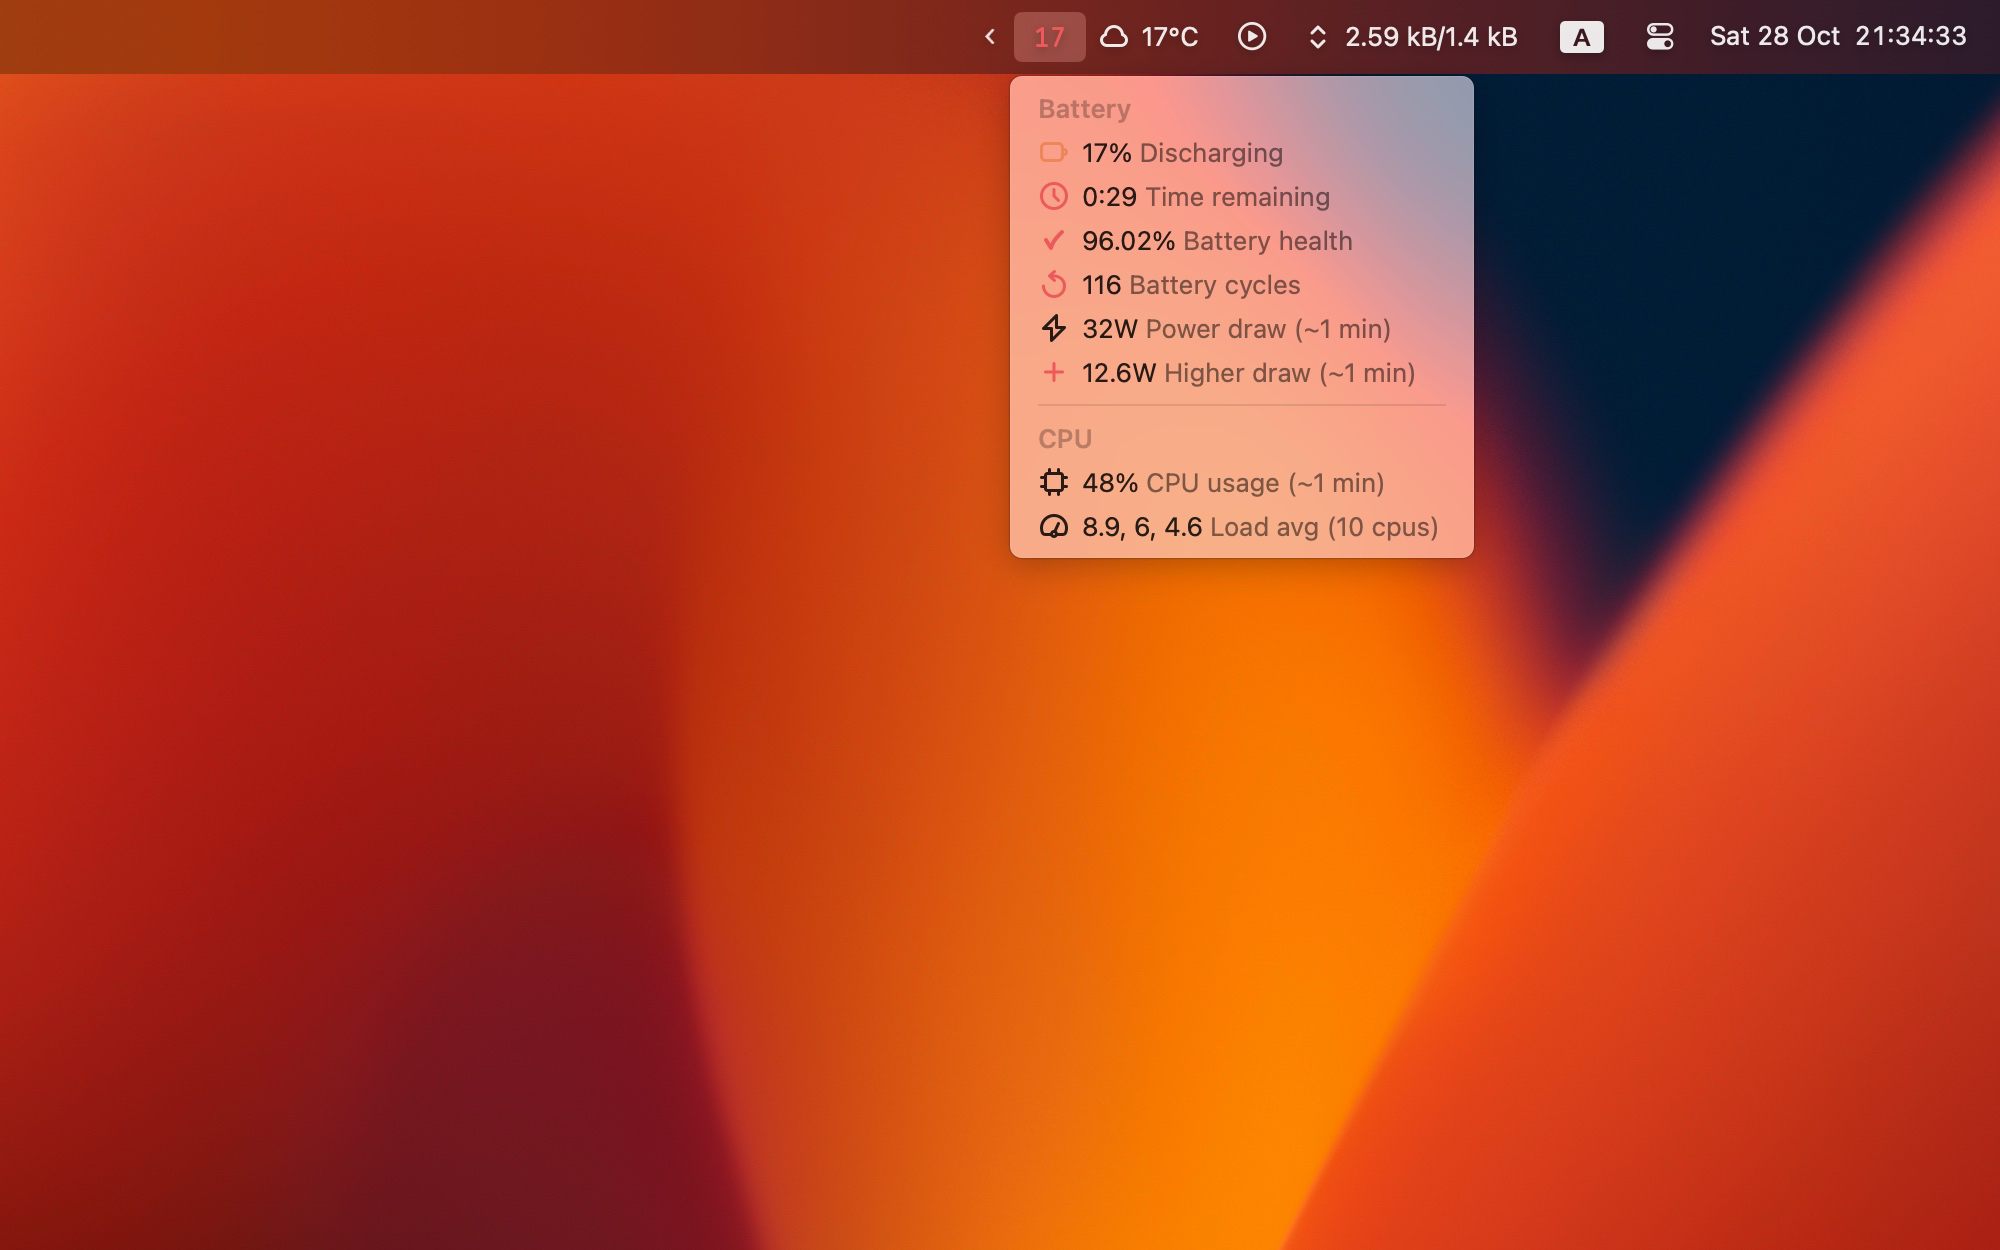 17 17°C 2.59 kB/1.4 kB A Sat 28 Oct 21:34:33
Battery
17% Discharging
0:29 Time remaining
96.02% Battery health
116 Battery cycles
32W Power draw (~1 min)
12.6W Higher draw (~1 min)
CPU
48% CPU usage (~1 min)
8.9, 6, 4.6 Load avg (10 cpus)